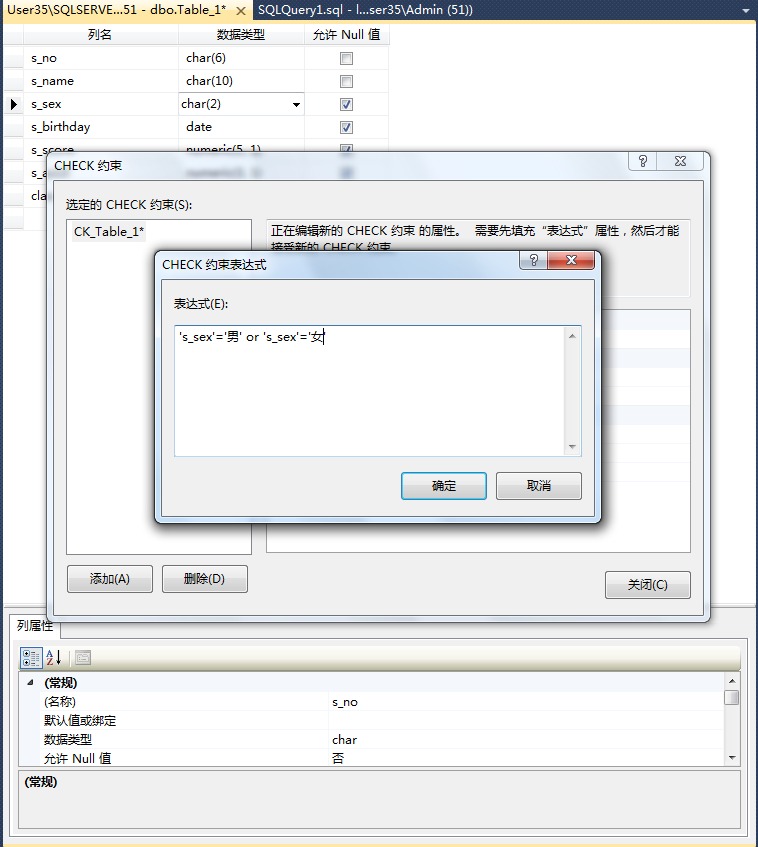 User35\SQLSERVE...51 - dbo.Table_1* SQLQuery1.sql - l...ser35\Admin (51))
列名 数据类型 允许 Null 值
s_no char(6)
s_name char(10)
s_sex char(2)
s_birthday date
s_score numeric(5, 1)
CHECK 约束
选定的 CHECK 约束(S):
CK_Table_1*
正在编辑新的 CHECK 约束 的属性。 需要先填充“表达式”属性，然后才能
接受新的 CHECK 约束
CHECK 约束表达式
表达式(E):
's_sex'='男' or 's_sex'='女'
确定 取消
添加(A) 删除(D) 关闭(C)
列属性
(常规)
(名称) s_no
默认值或绑定
数据类型 char
允许 Null 值 否
(常规)